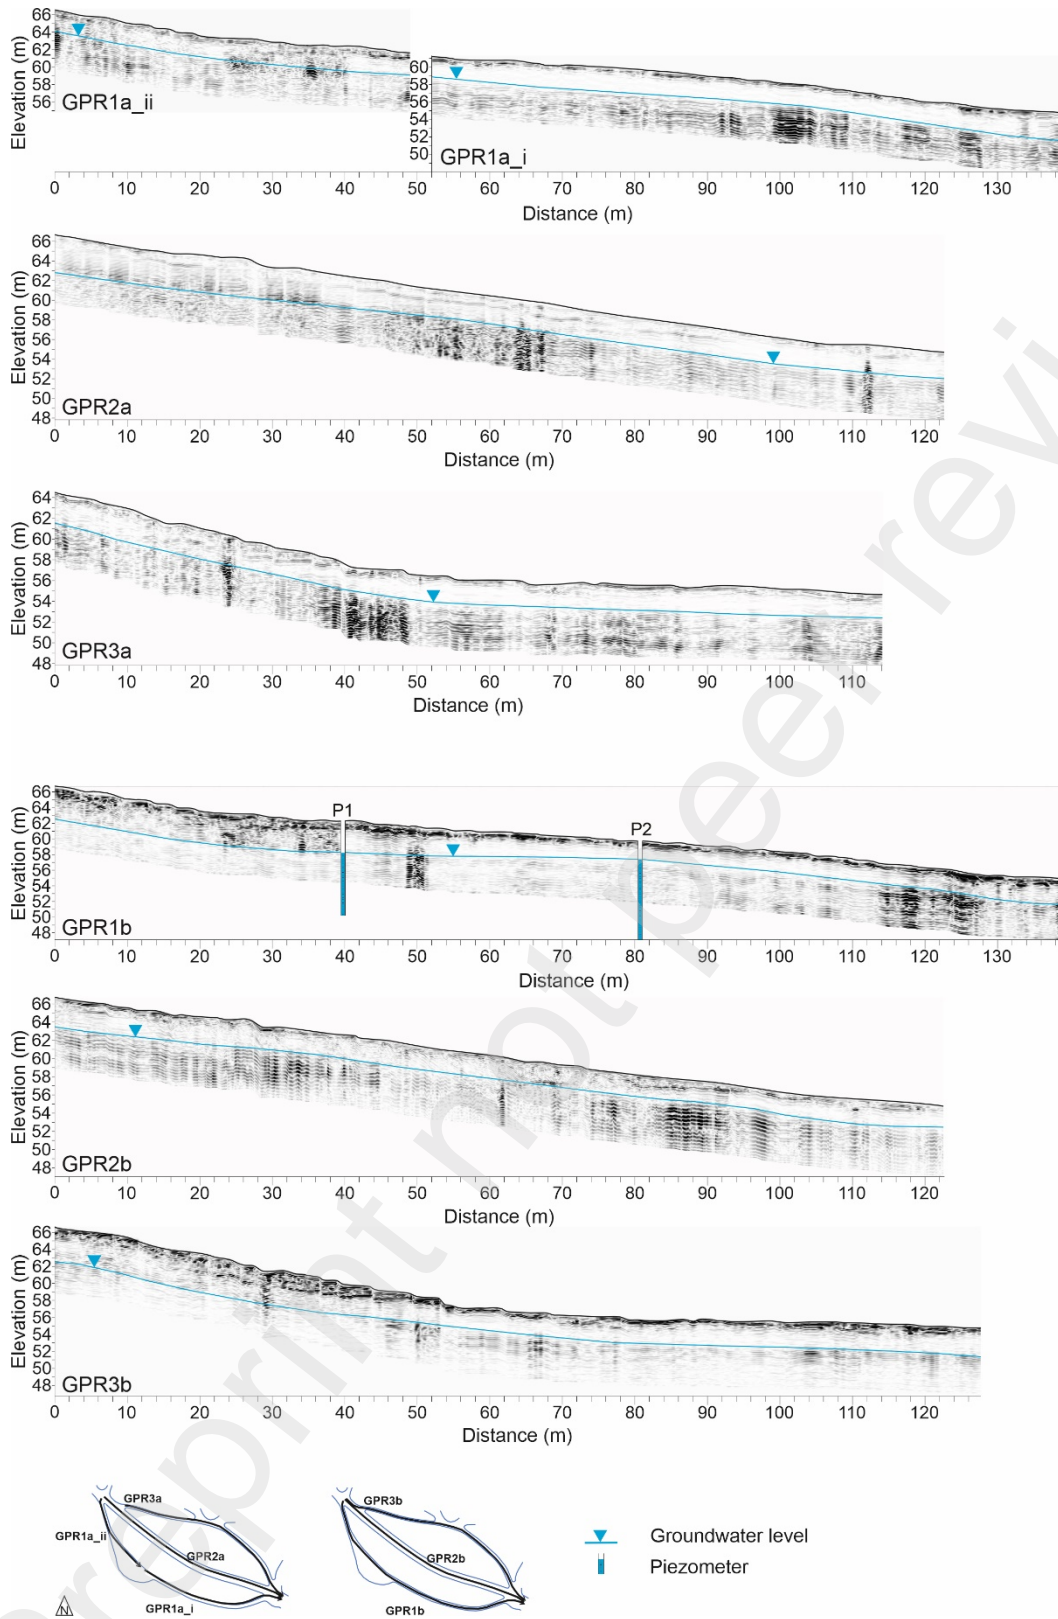 66
64
62
60
58
56
Elevation (m)
GPR1a_ii
60
58
56
54
52
50
GPR1a_i
0 10 20 30 40 50 60 70 80 90 100 110 120 130
Distance (m)
66
64
62
60
58
56
54
52
50
48
Elevation (m)
GPR2a
0 10 20 30 40 50 60 70 80 90 100 110 120
Distance (m)
64
62
60
58
56
54
52
50
48
Elevation (m)
GPR3a
0 10 20 30 40 50 60 70 80 90 100 110
Distance (m)
66
64
62
60
58
56
54
52
50
48
Elevation (m)
P1
P2
GPR1b
0 10 20 30 40 50 60 70 80 90 100 110 120 130
Distance (m)
66
64
62
60
58
56
54
52
50
48
Elevation (m)
GPR2b
0 10 20 30 40 50 60 70 80 90 100 110 120
Distance (m)
66
64
62
60
58
56
54
52
50
48
Elevation (m)
GPR3b
0 10 20 30 40 50 60 70 80 90 100 110 120
Distance (m)
GPR3a
GPR1a_ii
GPR2a
GPR1a_i
N
GPR3b
GPR2b
GPR1b
Groundwater level
Piezometer
Preprint not peer revi